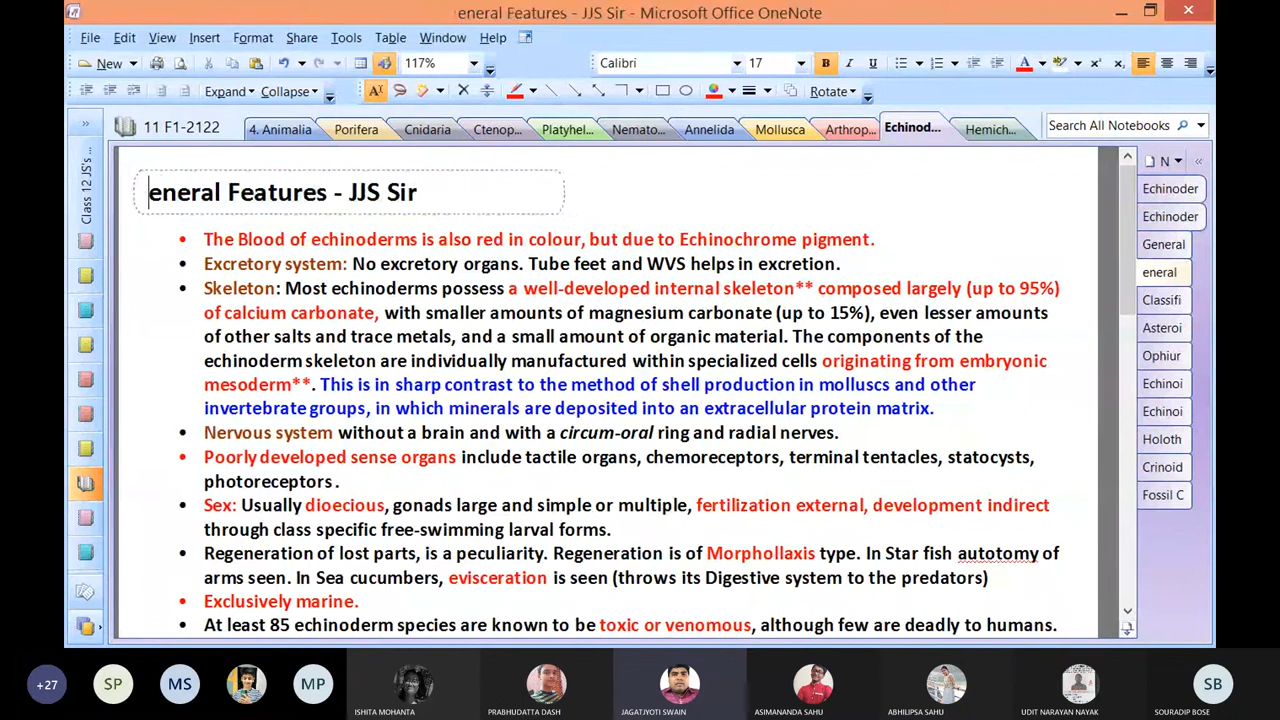 eneral Features - JJS Sir - Microsoft Office OneNote
File Edit View Insert Format Share Tools Table Window Help
New 117% Calibri 17 B I U A
Expand Collapse A Rotate
» 11 F1-2122 4. Animalia Porifera Cnidaria Ctenop... Platyhel... Nemato... Annelida Mollusca Arthrop... Echinod... Hemich... Search All Notebooks
Class 12 JS's ...
N «
Echinoder
Echinoder
General
eneral
Classifi
Asteroi
Ophiur
Echinoi
Echinoi
Holoth
Crinoid
Fossil C
eneral Features - JJS Sir
• The Blood of echinoderms is also red in colour, but due to Echinochrome pigment.
• Excretory system: No excretory organs. Tube feet and WVS helps in excretion.
• Skeleton: Most echinoderms possess a well-developed internal skeleton** composed largely (up to 95%)
of calcium carbonate, with smaller amounts of magnesium carbonate (up to 15%), even lesser amounts
of other salts and trace metals, and a small amount of organic material. The components of the
echinoderm skeleton are individually manufactured within specialized cells originating from embryonic
mesoderm**. This is in sharp contrast to the method of shell production in molluscs and other
invertebrate groups, in which minerals are deposited into an extracellular protein matrix.
• Nervous system without a brain and with a circum-oral ring and radial nerves.
• Poorly developed sense organs include tactile organs, chemoreceptors, terminal tentacles, statocysts,
photoreceptors.
• Sex: Usually dioecious, gonads large and simple or multiple, fertilization external, development indirect
through class specific free-swimming larval forms.
• Regeneration of lost parts, is a peculiarity. Regeneration is of Morphollaxis type. In Star fish autotomy of
arms seen. In Sea cucumbers, evisceration is seen (throws its Digestive system to the predators)
• Exclusively marine.
• At least 85 echinoderm species are known to be toxic or venomous, although few are deadly to humans.
+27 SP MS MP SB
ISHITA MOHANTA PRABHUDATTA DASH JAGATJYOTI SWAIN ASIMANANDA SAHU ABHILIPSA SAHU UDIT NARAYAN NAYAK SOURADIP BOSE